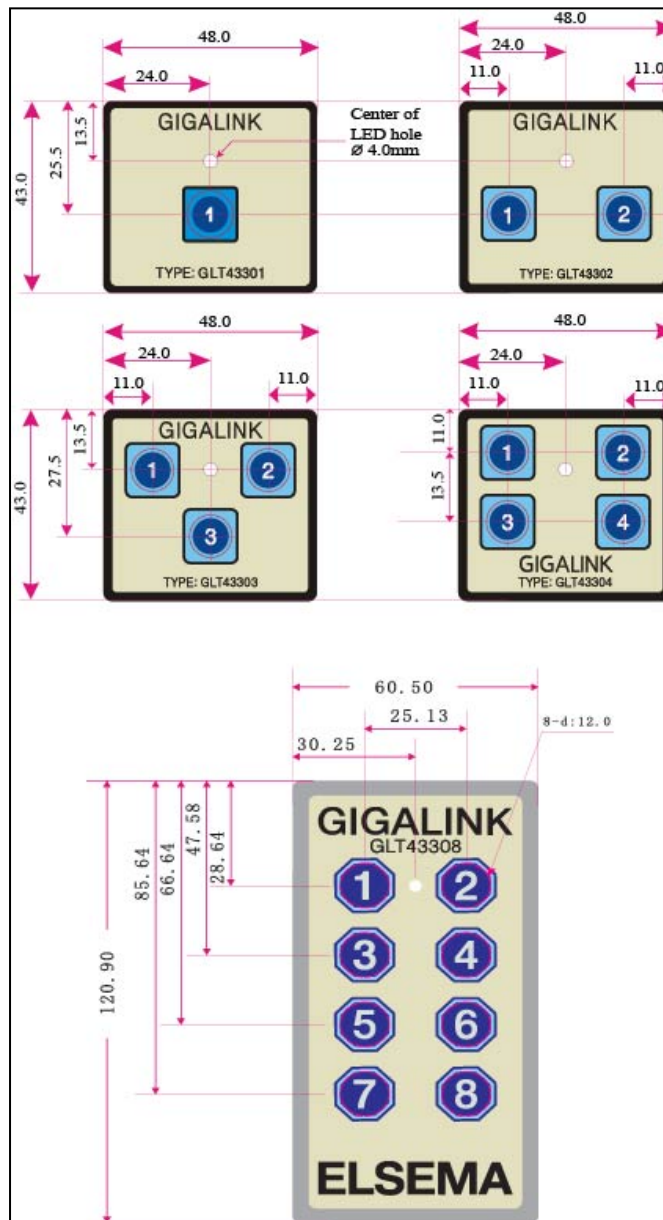 48.0
24.0
43.0
25.5
13.5
GIGALINK
Center of
LED hole
Ø 4.0mm
1
TYPE: GLT43301
48.0
24.0
11.0
11.0
GIGALINK
1 2
TYPE: GLT43302
48.0
24.0
11.0
11.0
43.0
27.5
13.5
GIGALINK
1 2
3
TYPE: GLT43303
48.0
24.0
11.0
11.0
11.0
13.5
1 2
3 4
GIGALINK
TYPE: GLT43304
60.50
25.13
30.25
8-d:12.0
120.90
85.64
66.64
47.58
28.64
GIGALINK
GLT43308
1 2
3 4
5 6
7 8
ELSEMA